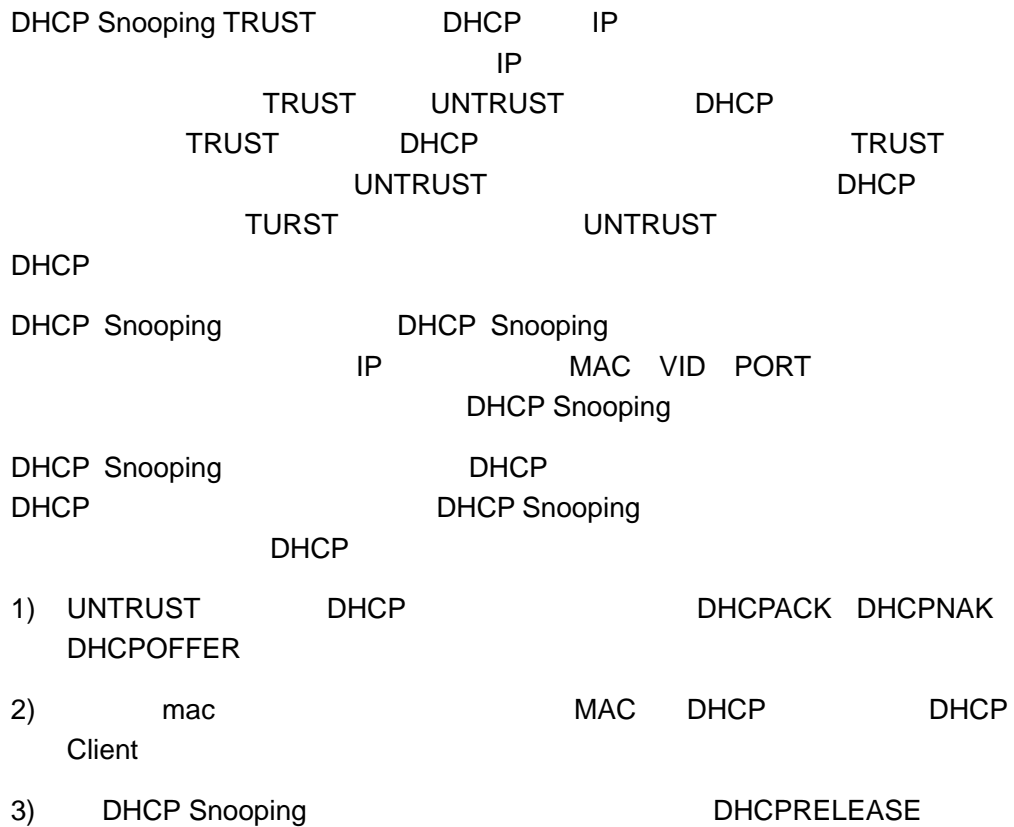 DHCP Snooping TRUST DHCP IP
IP
TRUST UNTRUST DHCP
TRUST DHCP TRUST
UNTRUST DHCP
TURST UNTRUST
DHCP
DHCP Snooping DHCP Snooping
IP MAC VID PORT
DHCP Snooping
DHCP Snooping DHCP
DHCP DHCP Snooping
DHCP
1) UNTRUST DHCP DHCPACK DHCPNAK
DHCPOFFER
2) mac MAC DHCP DHCP
Client
3) DHCP Snooping DHCPRELEASE